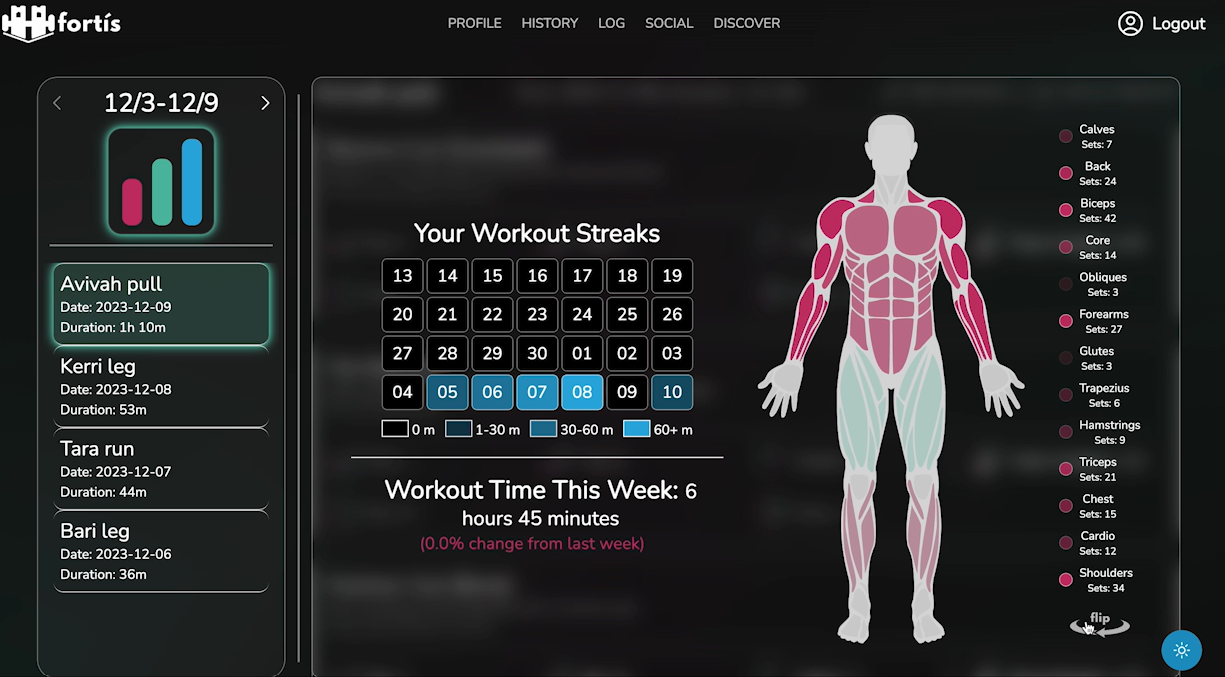 fortís
PROFILE HISTORY LOG SOCIAL DISCOVER
Logout
12/3-12/9
Avivah pull
Date: 2023-12-09
Duration: 1h 10m
Kerri leg
Date: 2023-12-08
Duration: 53m
Tara run
Date: 2023-12-07
Duration: 44m
Bari leg
Date: 2023-12-06
Duration: 36m
Your Workout Streaks
13 14 15 16 17 18 19
20 21 22 23 24 25 26
27 28 29 30 01 02 03
04 05 06 07 08 09 10
0 m 1-30 m 30-60 m 60+ m
Workout Time This Week: 6
hours 45 minutes
(0.0% change from last week)
Calves
Sets: 7
Back
Sets: 24
Biceps
Sets: 42
Core
Sets: 14
Obliques
Sets: 3
Forearms
Sets: 27
Glutes
Sets: 3
Trapezius
Sets: 6
Hamstrings
Sets: 9
Triceps
Sets: 21
Chest
Sets: 15
Cardio
Sets: 12
Shoulders
Sets: 34
flip